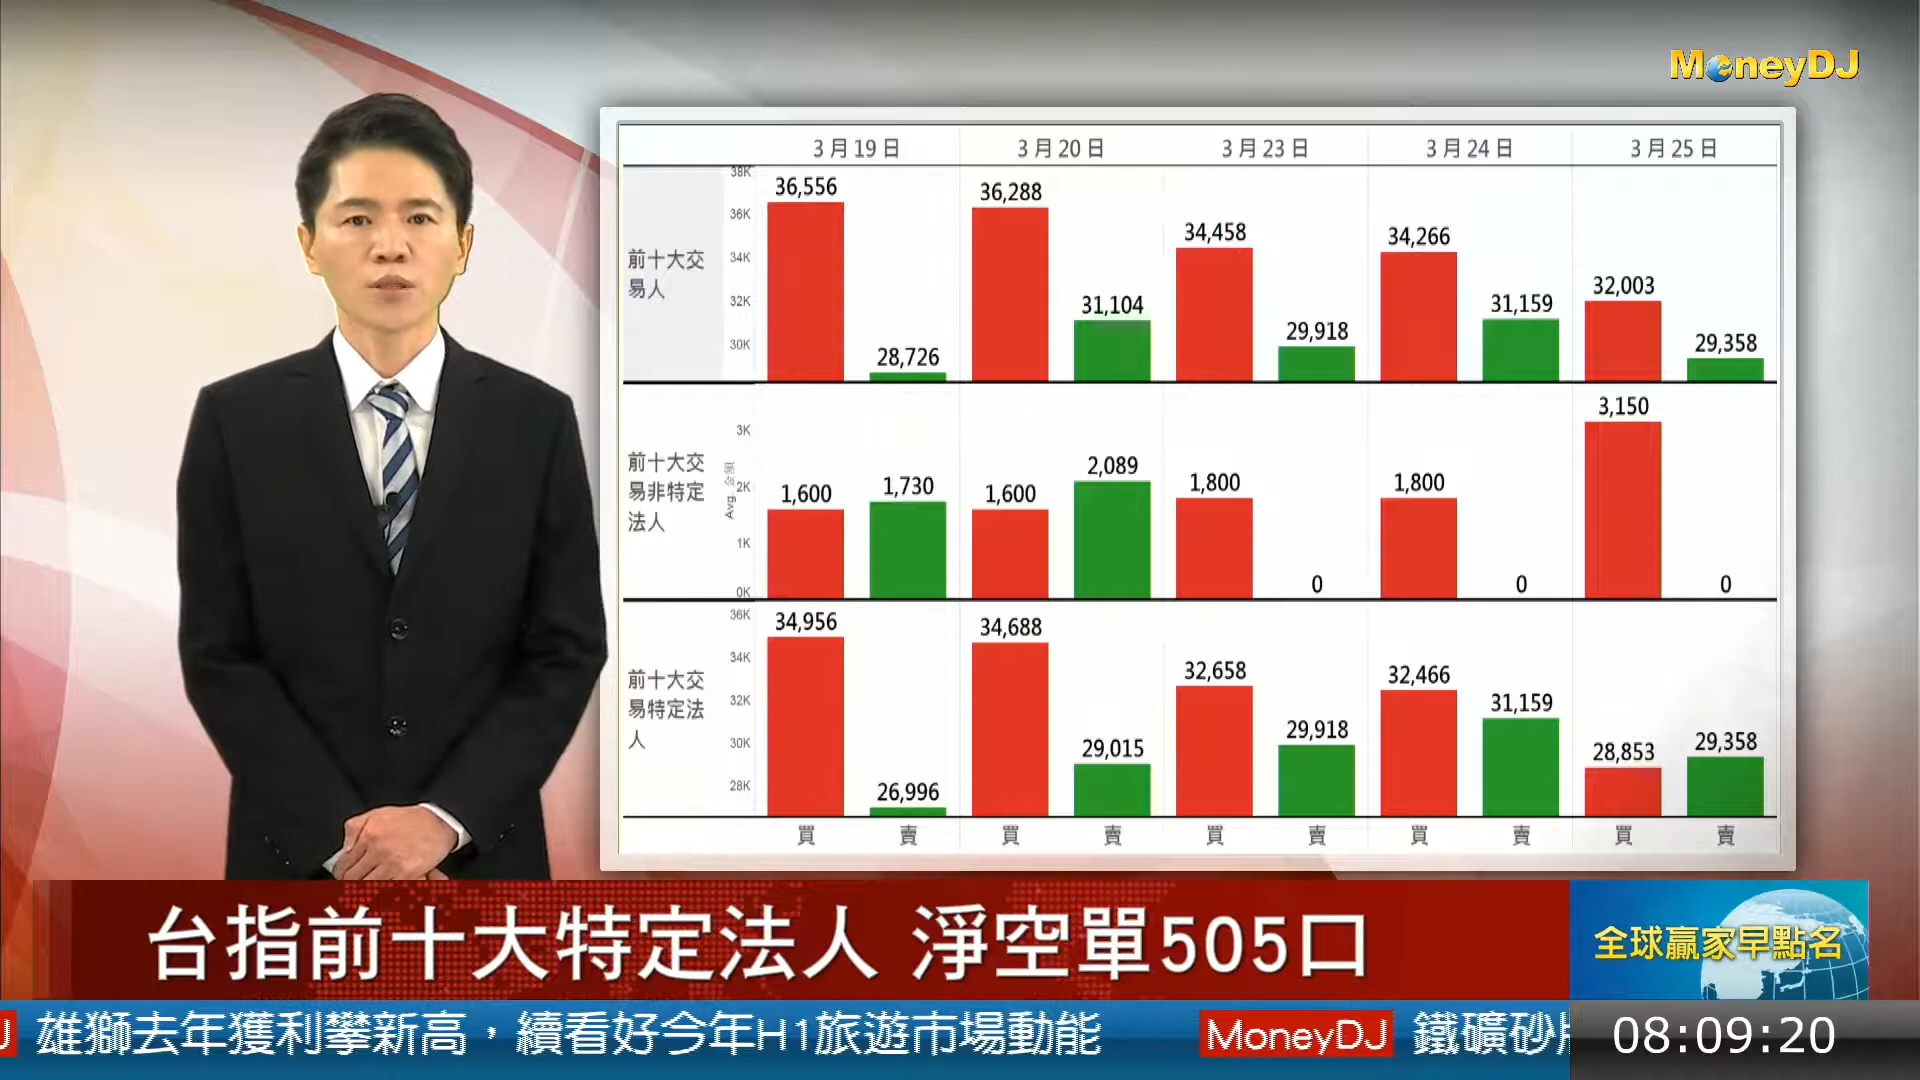 MoneyDJ
3月19日 3月20日 3月23日 3月24日 3月25日
前十大交
易人
38K
36K
34K
32K
30K
36,556 28,726 36,288 31,104 34,458 29,918 34,266 31,159 32,003 29,358
前十大交
易非特定
法人
Avg. 金額
3K
2K
1K
0K
1,600 1,730 1,600 2,089 1,800 0 1,800 0 3,150 0
前十大交
易特定法
人
36K
34K
32K
30K
28K
34,956 26,996 34,688 29,015 32,658 29,918 32,466 31,159 28,853 29,358
買 賣 買 賣 買 賣 買 賣 買 賣
台指前十大特定法人 淨空單505口
全球贏家早點名
雄獅去年獲利攀新高，續看好今年H1旅遊市場動能 MoneyDJ 鐵礦砂
08:09:20